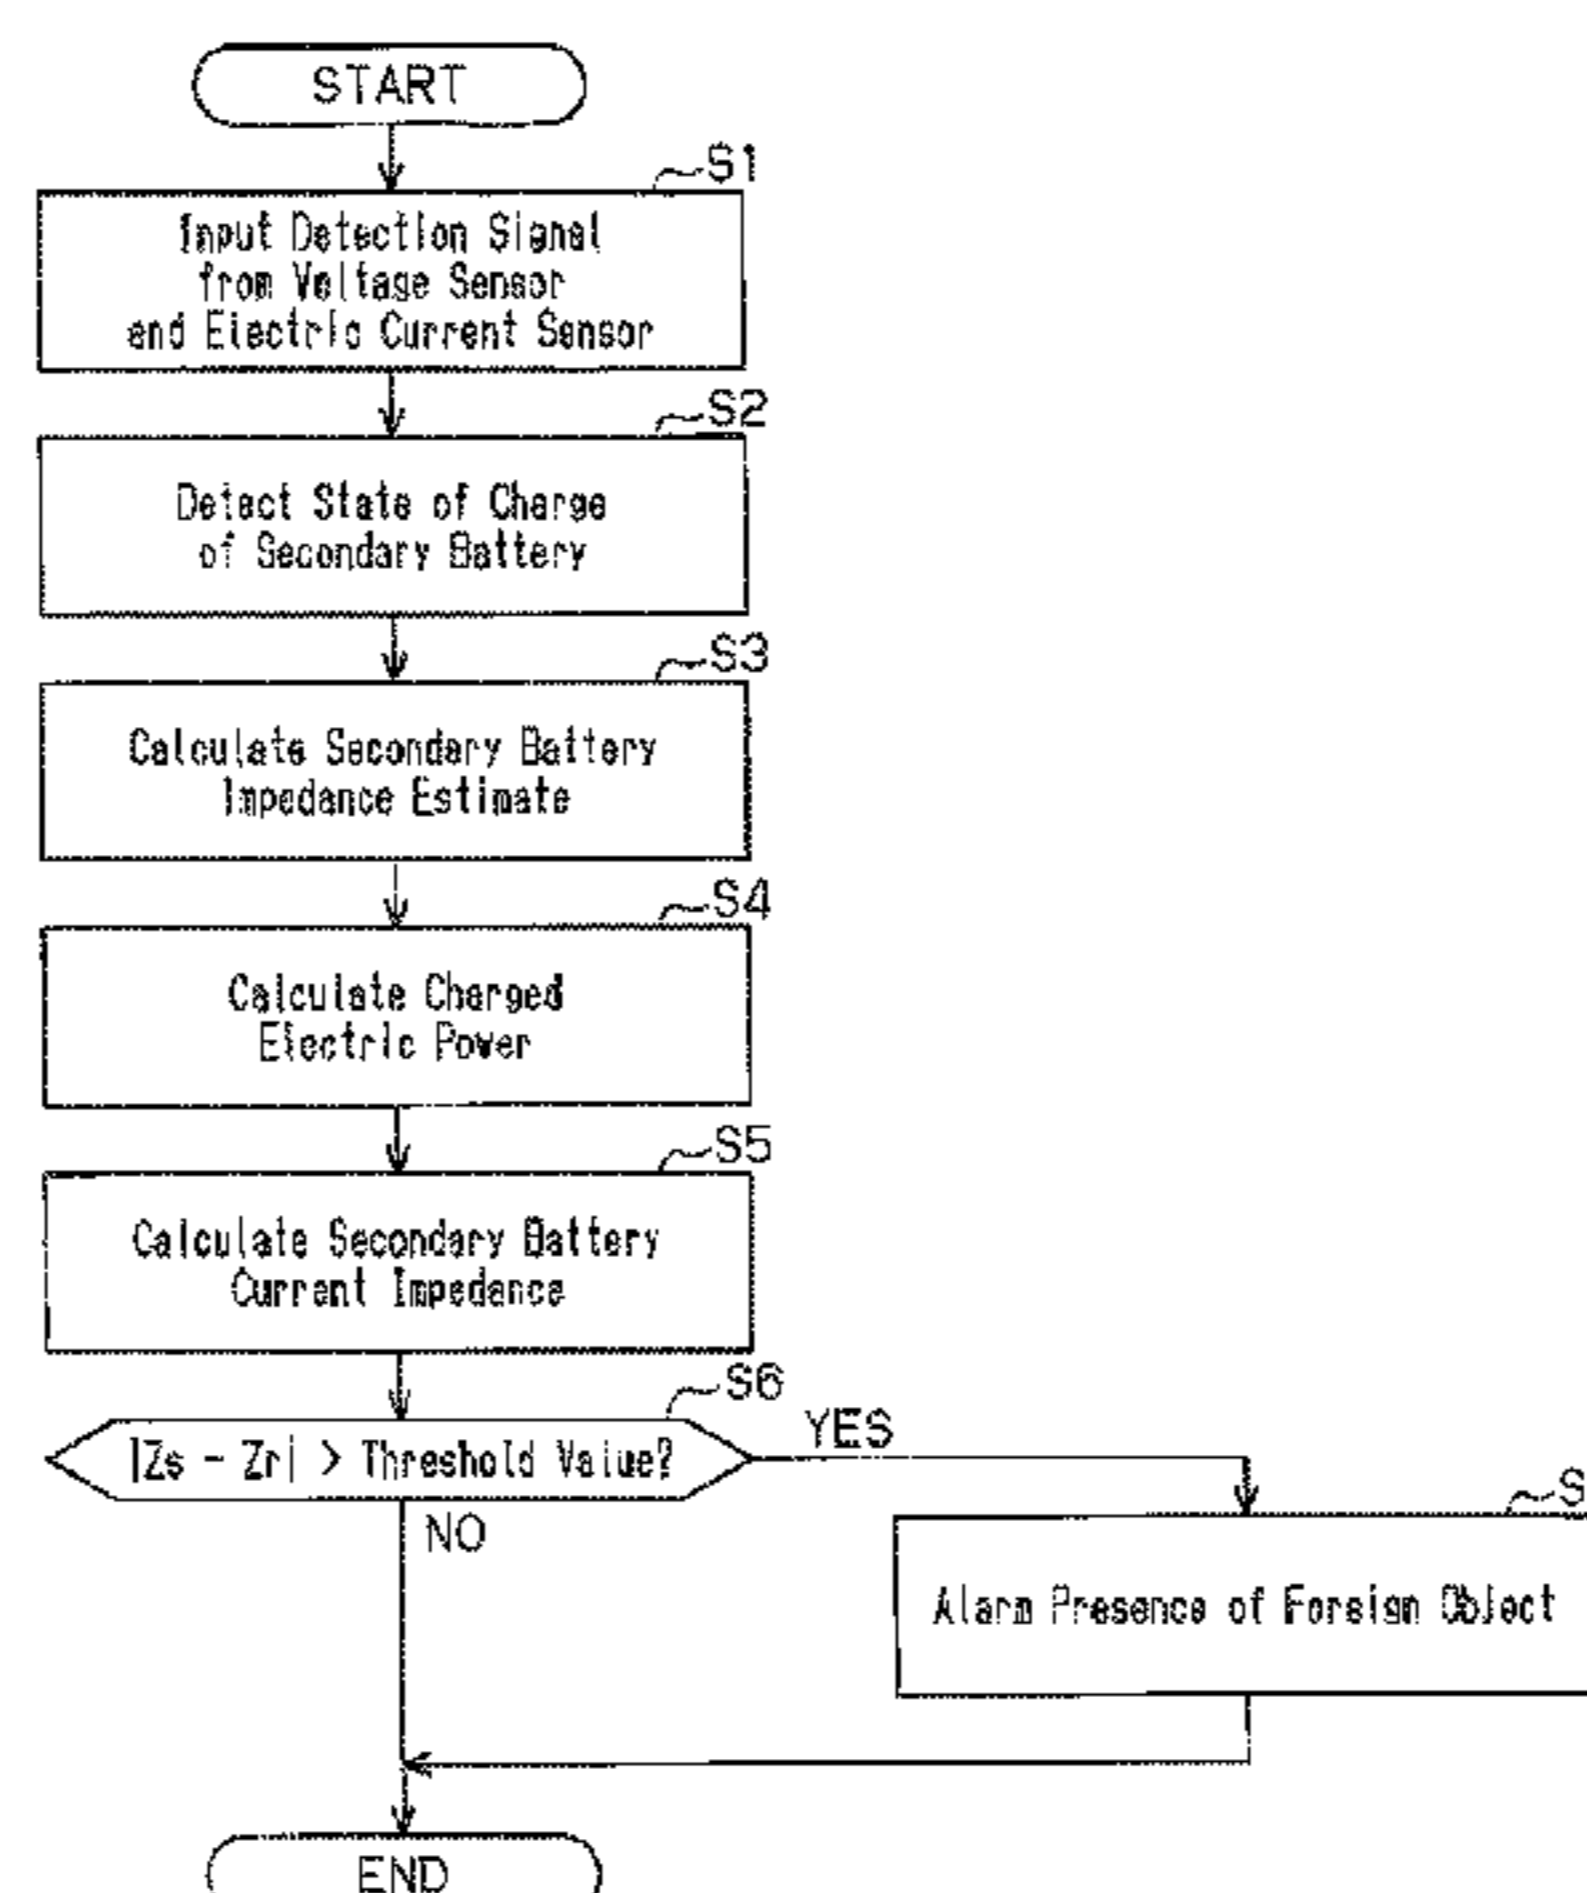 START
S1
Input Detection Signal
from Voltage Sensor
and Electric Current Sensor
S2
Detect State of Charge
of Secondary Battery
S3
Calculate Secondary Battery
Impedance Estimate
S4
Calculate Charged
Electric Power
S5
Calculate Secondary Battery
Current Impedance
S6
|Zs - Zr| > Threshold Value?
YES
NO
S
Alarm Presence of Foreign Object
END